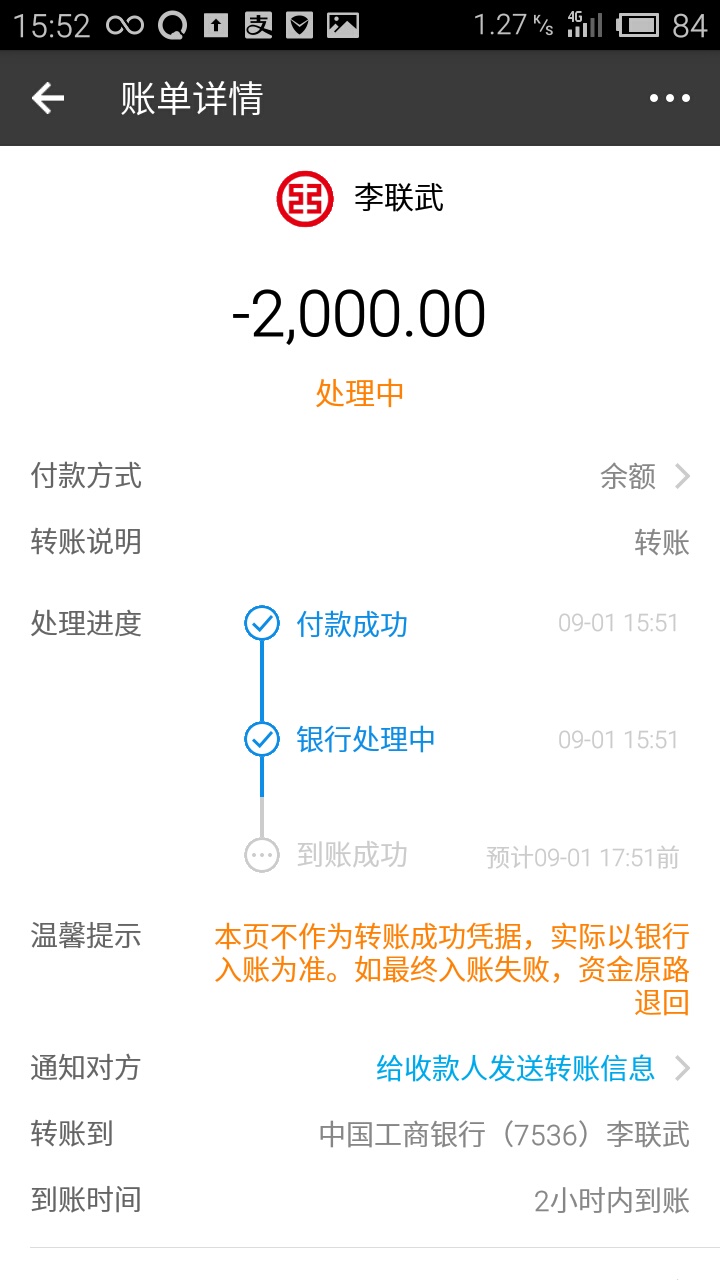 15:52
1.27 K/s 4G 84
账单详情
李联武
-2,000.00
处理中
付款方式 余额
转账说明 转账
处理进度 付款成功 09-01 15:51
银行处理中 09-01 15:51
到账成功 预计09-01 17:51前
温馨提示 本页不作为转账成功凭据，实际以银行
入账为准。如最终入账失败，资金原路
退回
通知对方 给收款人发送转账信息
转账到 中国工商银行（7536）李联武
到账时间 2小时内到账